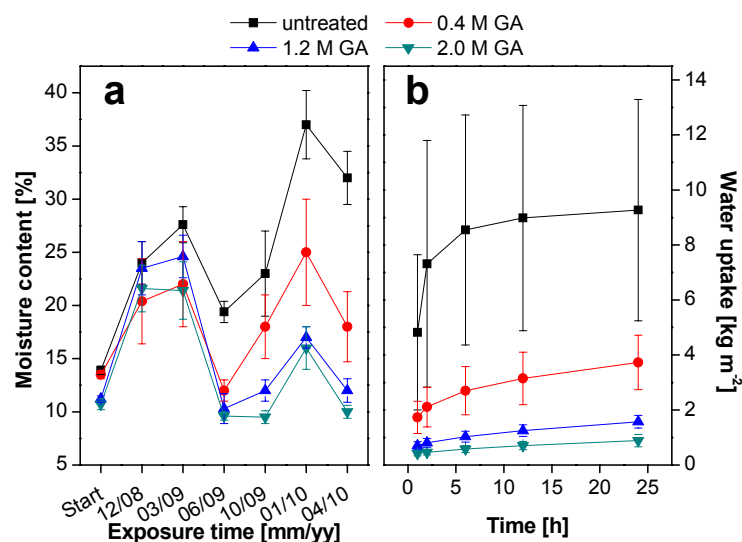 untreated 0.4 M GA
1.2 M GA 2.0 M GA
a
40
35
30
25
20
15
10
5
Moisture content [%]
Start 12/08 03/09 06/09 10/09 01/10 04/10
Exposure time [mm/yy]
b
14
12
10
8
6
4
2
0
Water uptake [kg m-2]
0 5 10 15 20 25
Time [h]